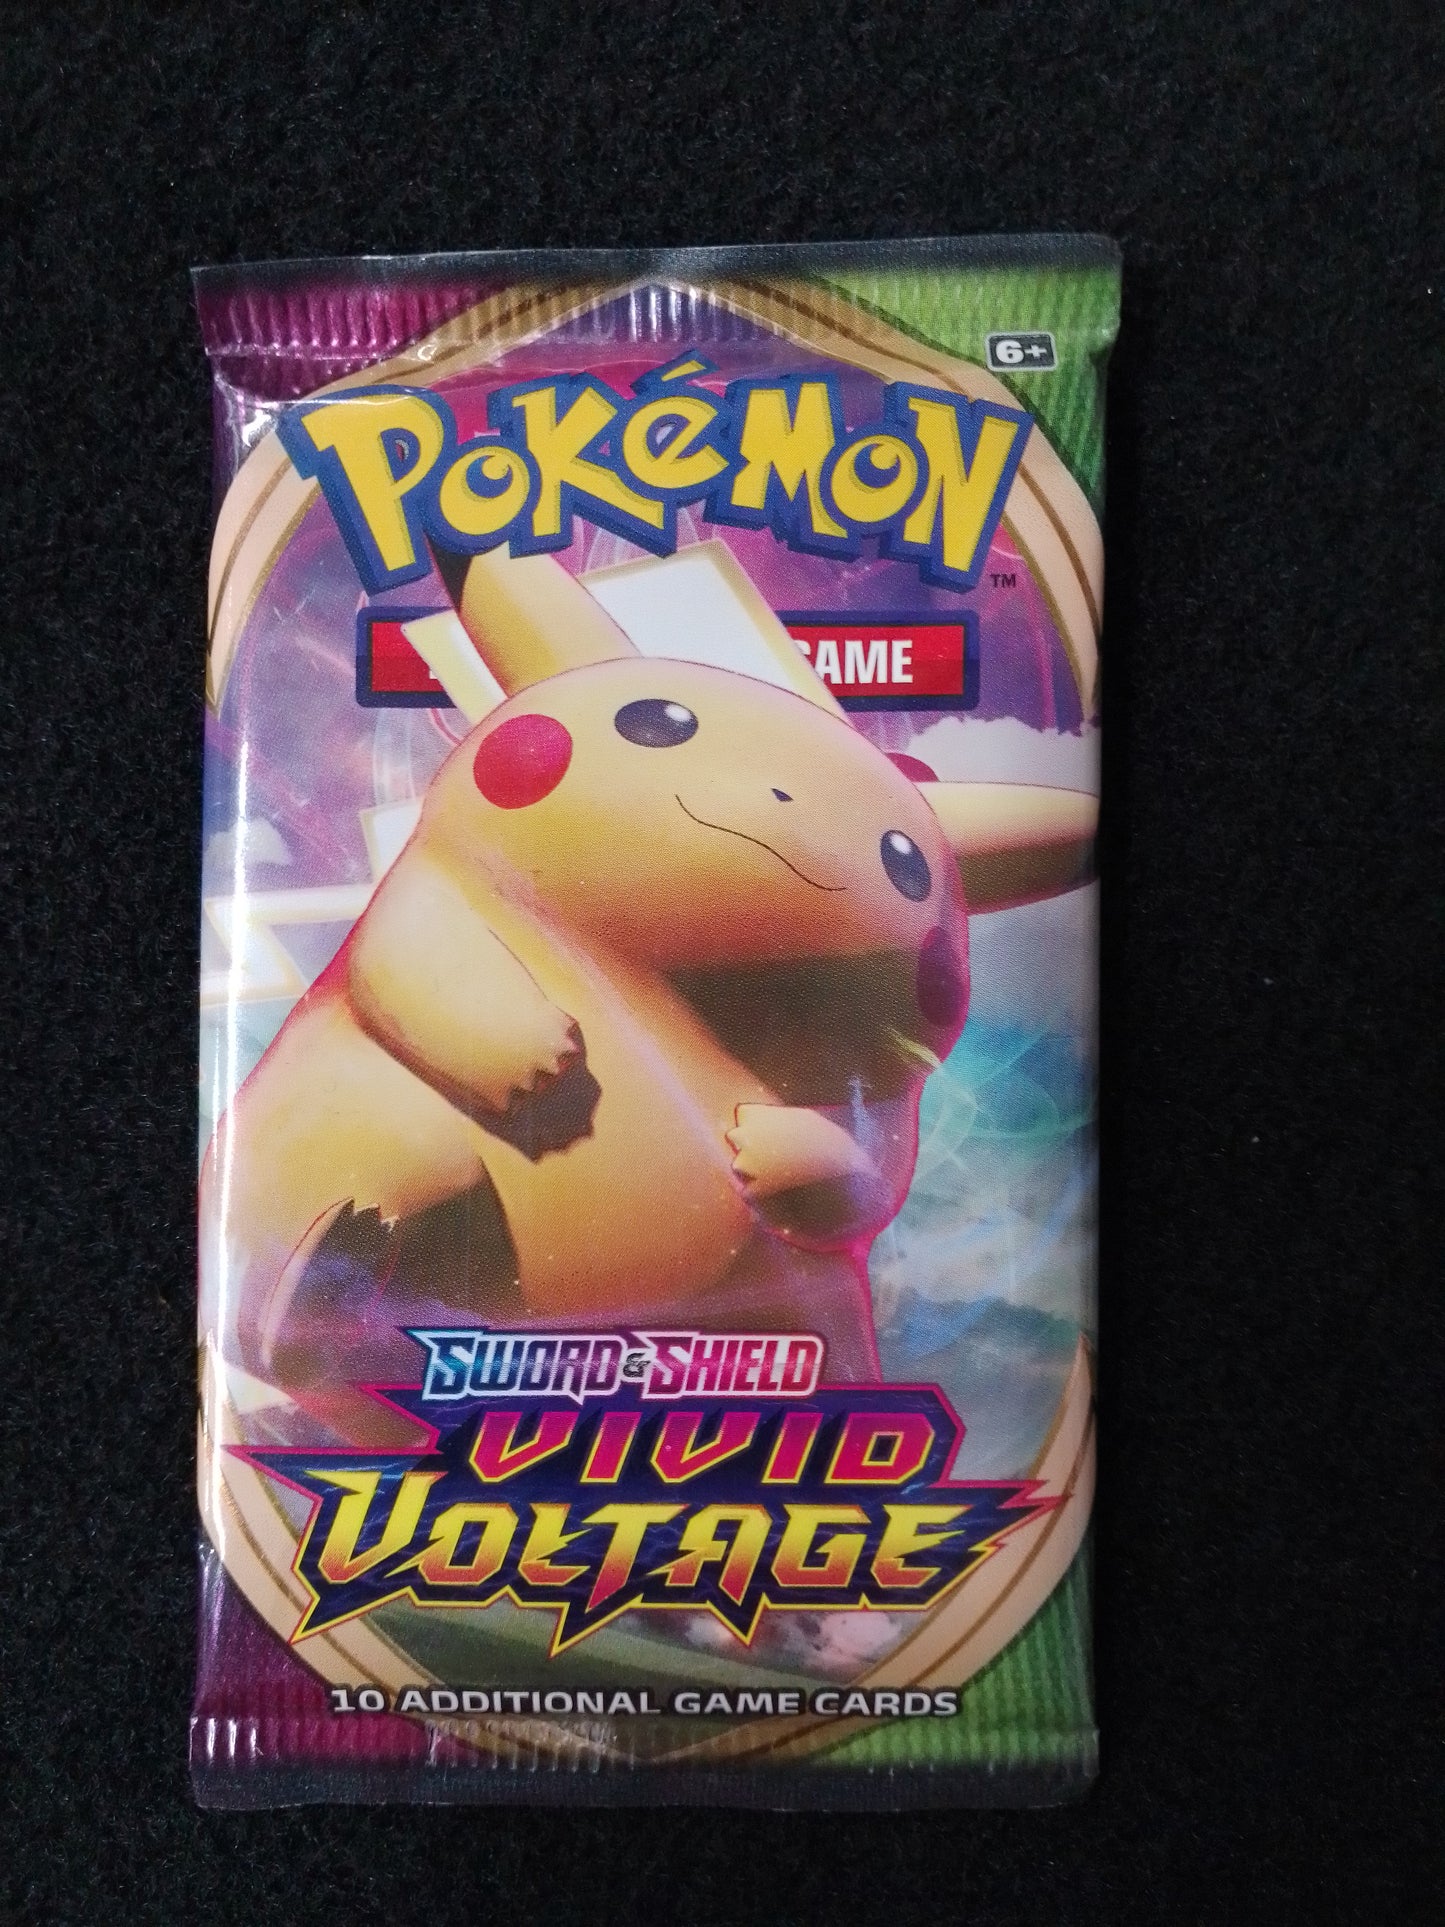 6+
POKéMON
TM
GAME
SWORD & SHIELD
VIVID
VOLTAGE
10 ADDITIONAL GAME CARDS